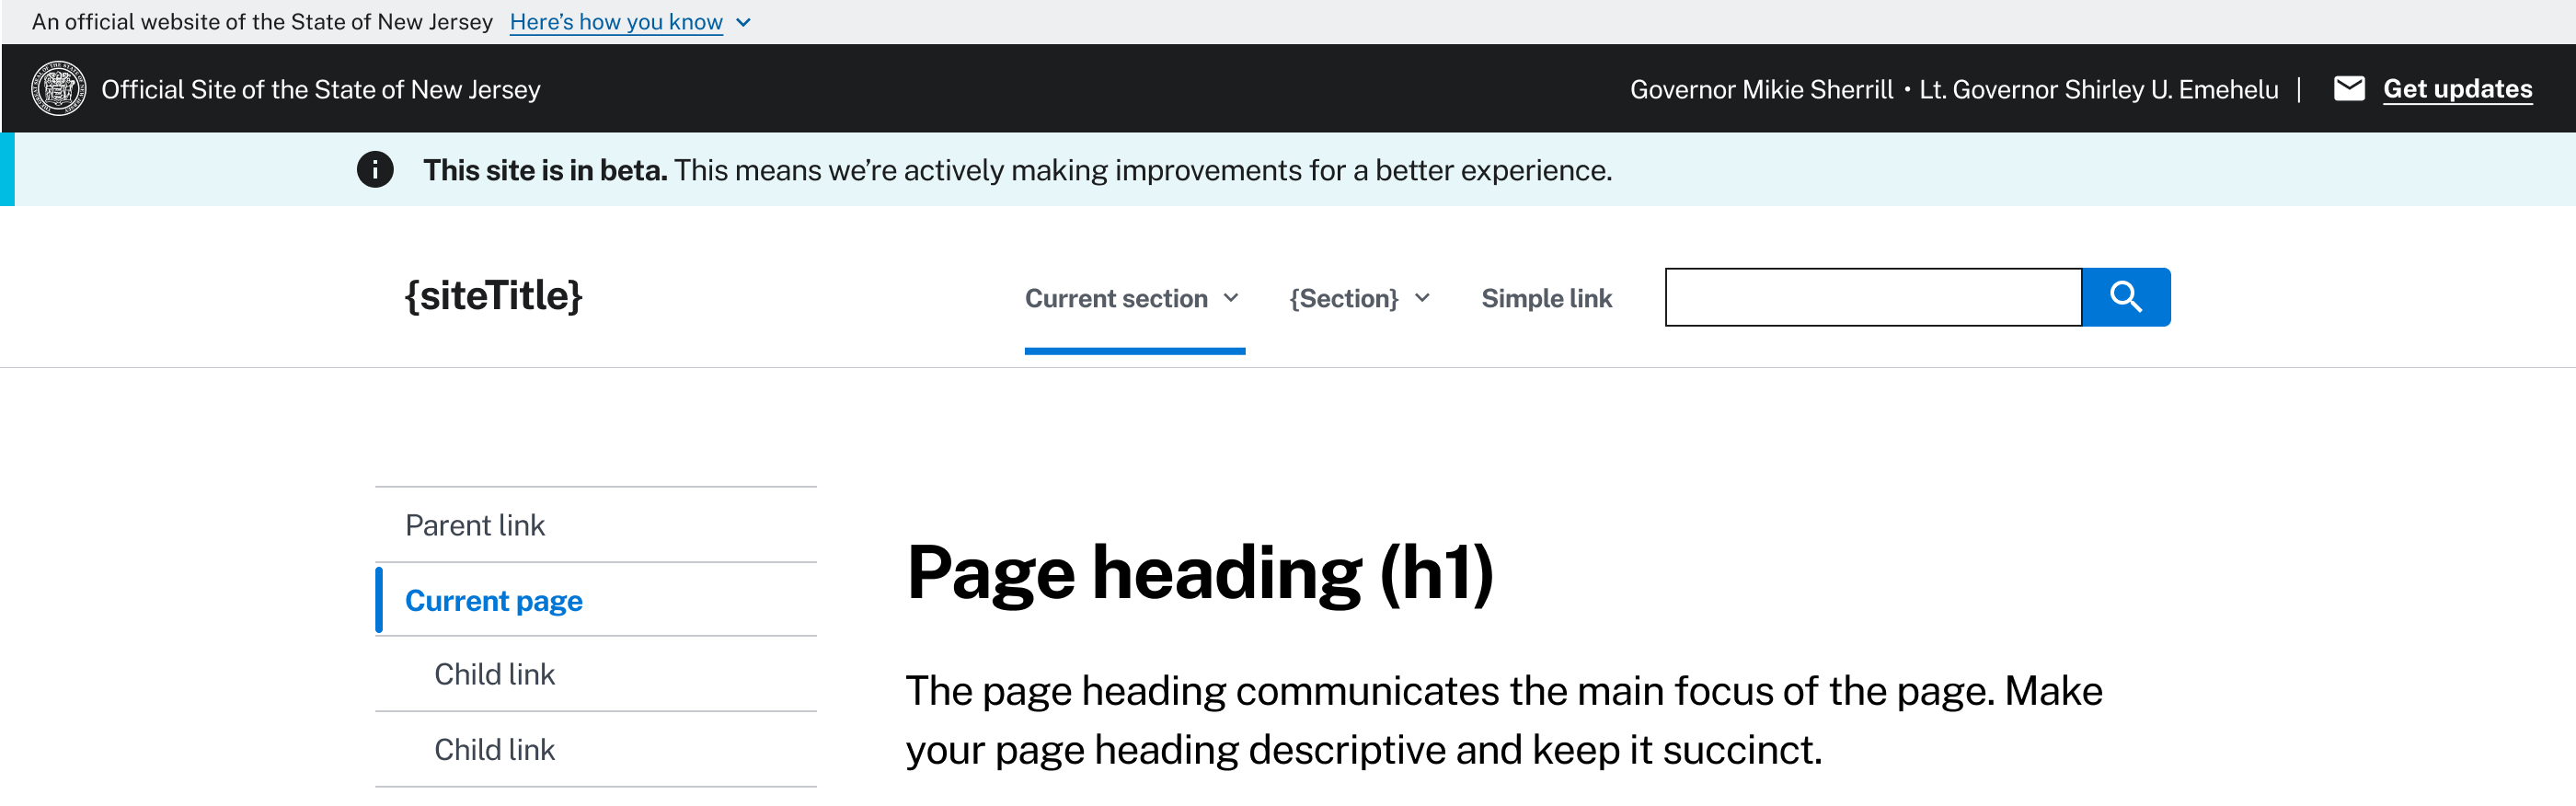 An official website of the State of New Jersey Here’s how you know
Official Site of the State of New Jersey
Governor Mikie Sherrill • Lt. Governor Shirley U. Emehelu | Get updates
This site is in beta. This means we’re actively making improvements for a better experience.
{siteTitle}
Current section {Section} Simple link
Parent link
Current page
Child link
Child link
Page heading (h1)
The page heading communicates the main focus of the page. Make
your page heading descriptive and keep it succinct.